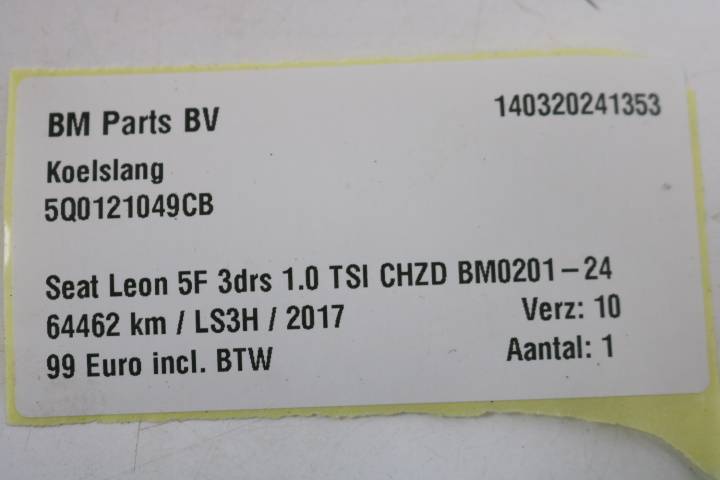 BM Parts BV 140320241353
Koelslang
5Q0121049CB
Seat Leon 5F 3drs 1.0 TSI CHZD BM0201-24
64462 km / LS3H / 2017 Verz: 10
99 Euro incl. BTW Aantal: 1